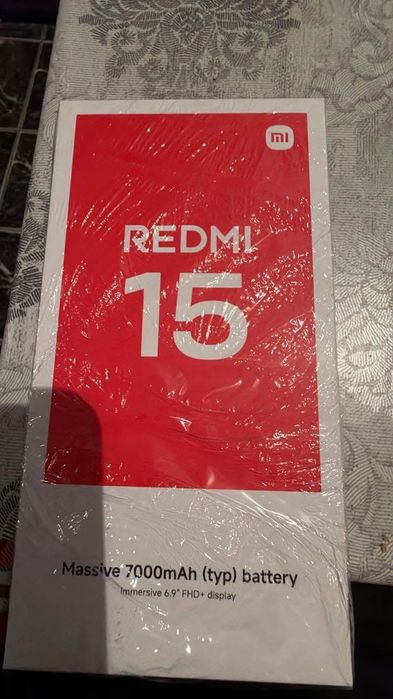 mi
REDMI
15
Massive 7000mAh (typ) battery
Immersive 6.9" FHD+ display